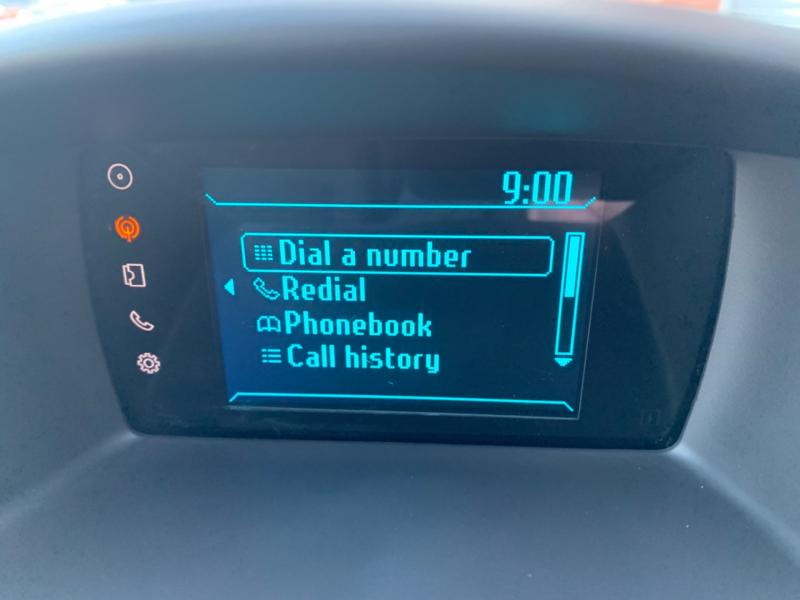 9:00
Dial a number
Redial
Phonebook
Call history